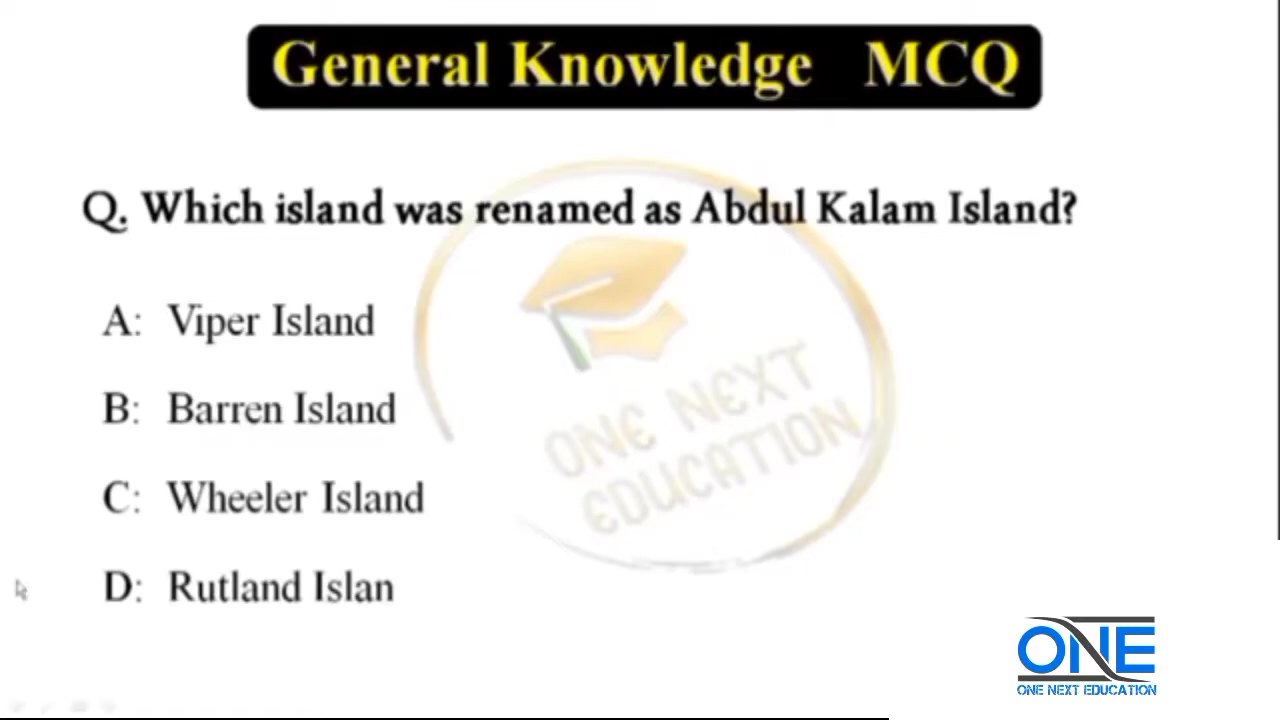 General Knowledge MCQ
Q. Which island was renamed as Abdul Kalam Island?
A: Viper Island
B: Barren Island
C: Wheeler Island
D: Rutland Islan
ONE NEXT
EDUCATION
ONE
ONE NEXT EDUCATION